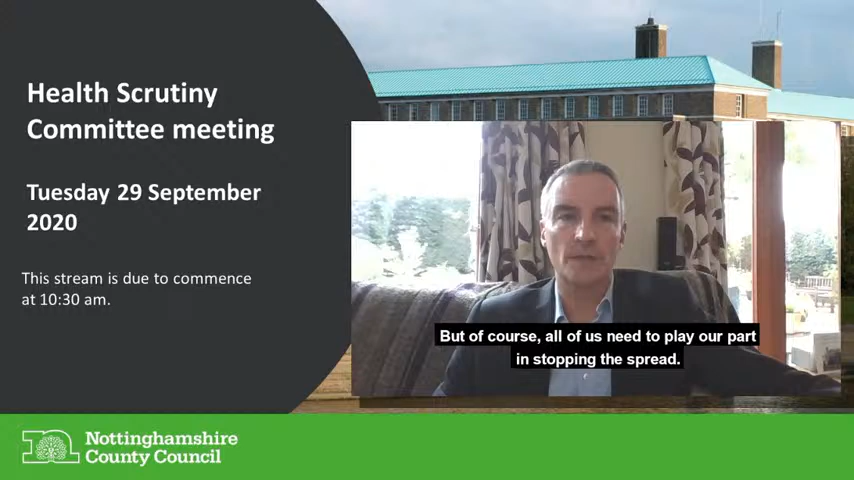 Health Scrutiny
Committee meeting
Tuesday 29 September
2020
This stream is due to commence
at 10:30 am.
But of course, all of us need to play our part
in stopping the spread.
Nottinghamshire
County Council